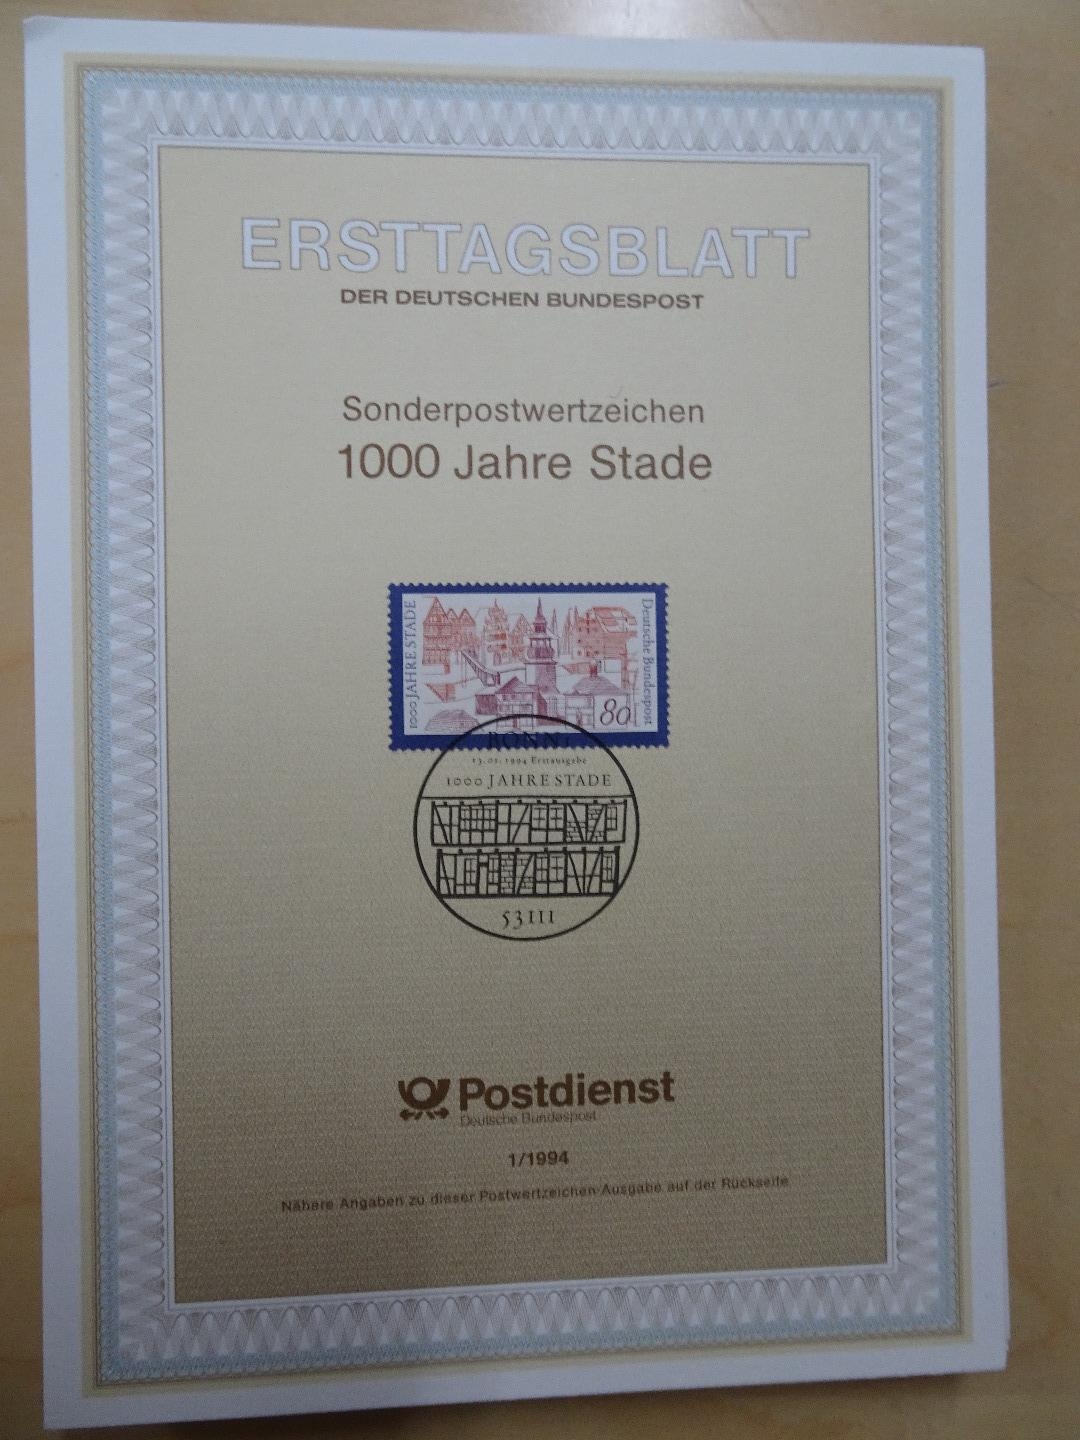 ERSTTAGSBLATT
DER DEUTSCHEN BUNDESPOST
Sonderpostwertzeichen
1000 Jahre Stade
1000 JAHRE STADE
Deutsche Bundespost
80
BONN 1
13.01.1994 Erstausgabe
1000 JAHRE STADE
53111
Postdienst
Deutsche Bundespost
1/1994
Nähere Angaben zu dieser Postwertzeichen-Ausgabe auf der Rückseite